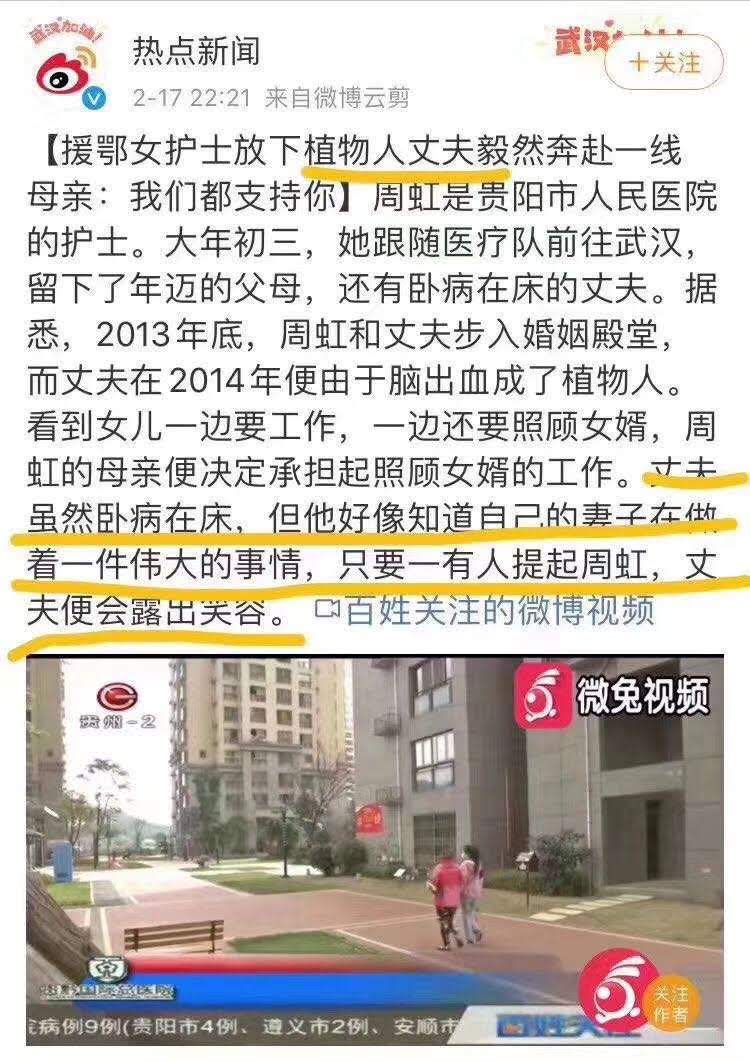 武汉加油!
热点新闻
武汉
+关注
2-17 22:21 来自微博云剪
【援鄂女护士放下植物人丈夫毅然奔赴一线
母亲：我们都支持你】周虹是贵阳市人民医院
的护士。大年初三，她跟随医疗队前往武汉，
留下了年迈的父母，还有卧病在床的丈夫。据
悉，2013年底，周虹和丈夫步入婚姻殿堂，
而丈夫在2014年便由于脑出血成了植物人。
看到女儿一边要工作，一边还要照顾女婿，周
虹的母亲便决定承担起照顾女婿的工作。丈夫
虽然卧病在床，但他好像知道自己的妻子在做
着一件伟大的事情，只要一有人提起周虹，丈
夫便会露出笑容。百姓关注的微博视频
贵州-2
微兔视频
关注
作者
病例9例(贵阳市4例、遵义市2例、安顺市
百姓关注